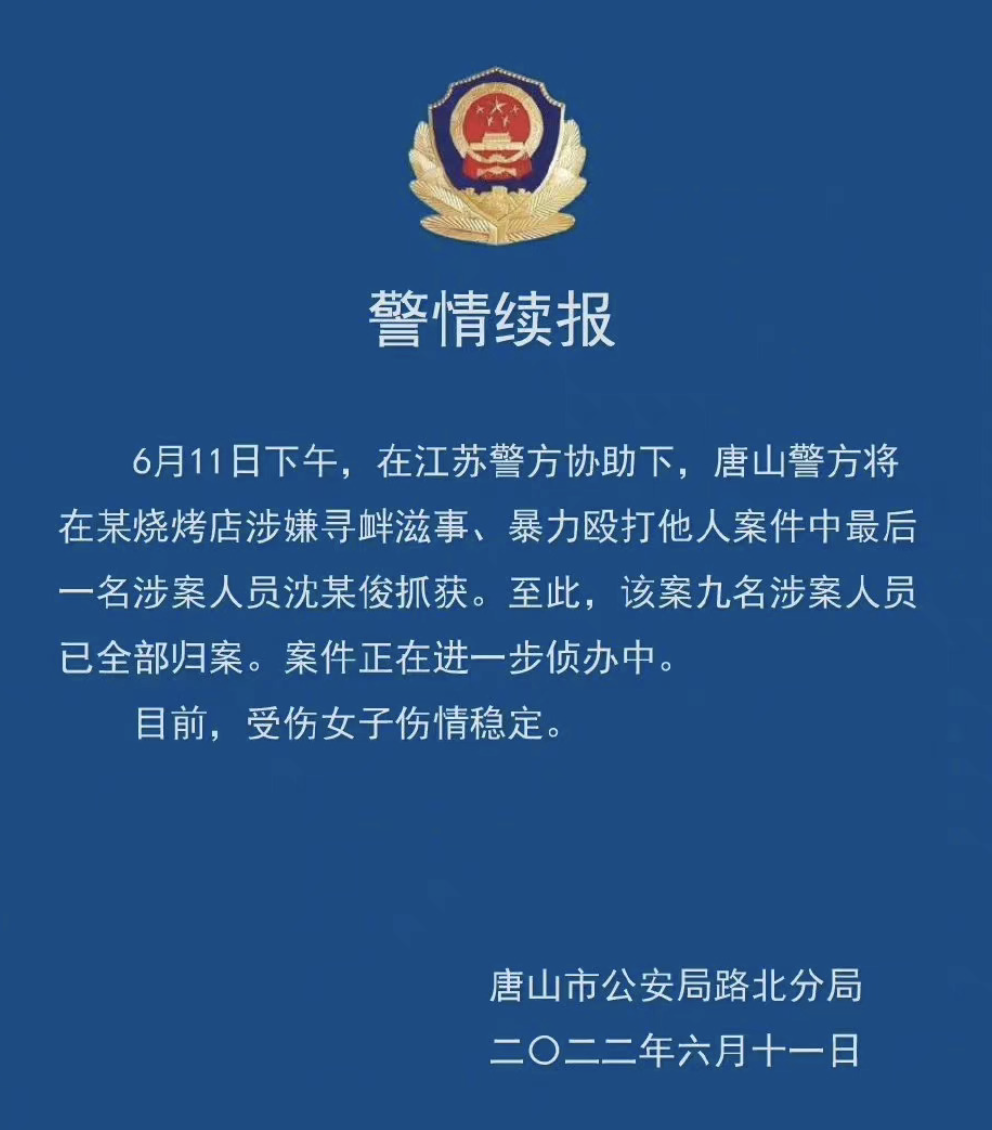 警情续报
6月11日下午，在江苏警方协助下，唐山警方将
在某烧烤店涉嫌寻衅滋事、暴力殴打他人案件中最后
一名涉案人员沈某俊抓获。至此，该案九名涉案人员
已全部归案。案件正在进一步侦办中。
目前，受伤女子伤情稳定。
唐山市公安局路北分局
二〇二二年六月十一日